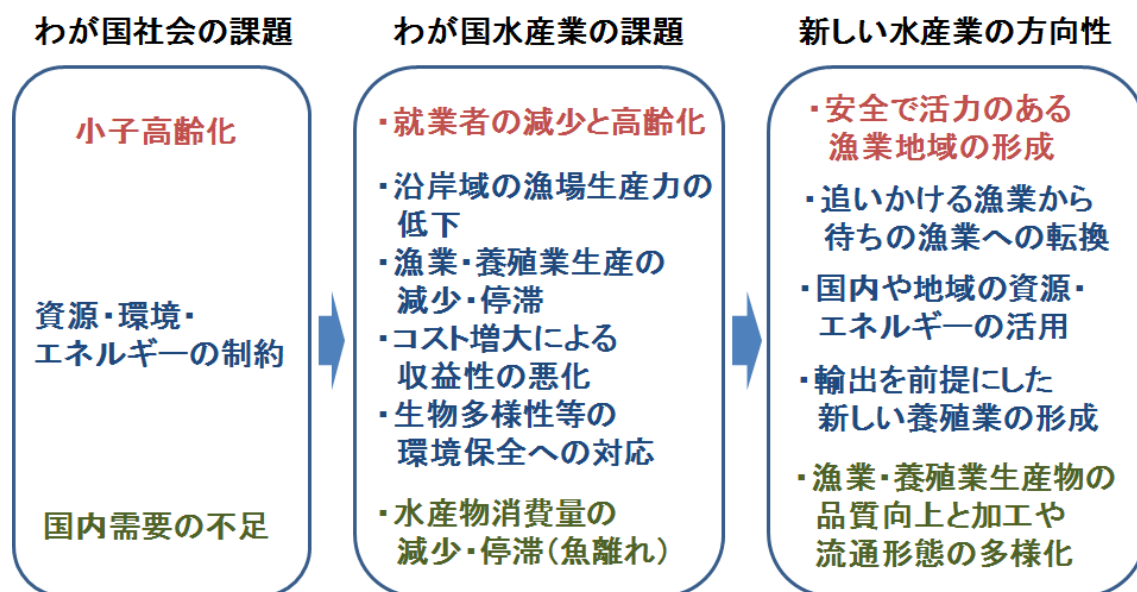 わが国社会の課題
小子高齢化
資源・環境・
エネルギーの制約
国内需要の不足
わが国水産業の課題
・就業者の減少と高齢化
・沿岸域の漁場生産力の
低下
・漁業・養殖業生産の
減少・停滞
・コスト増大による
収益性の悪化
・生物多様性等の
環境保全への対応
・水産物消費量の
減少・停滞(魚離れ)
新しい水産業の方向性
・安全で活力のある
漁業地域の形成
・追いかける漁業から
待ちの漁業への転換
・国内や地域の資源・
エネルギーの活用
・輸出を前提にした
新しい養殖業の形成
・漁業・養殖業生産物の
品質向上と加工や
流通形態の多様化